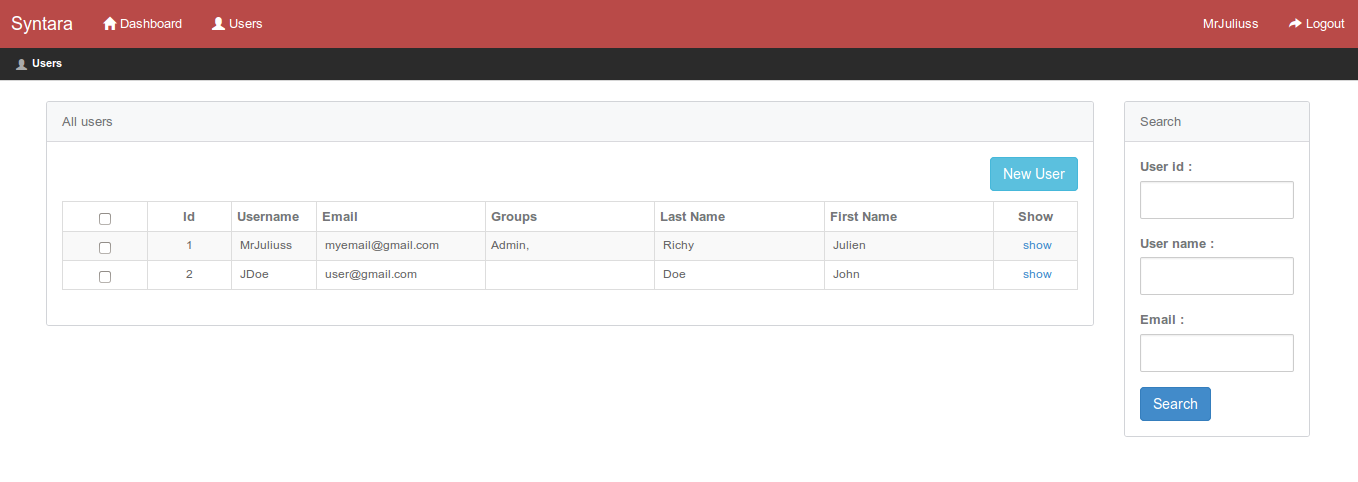 Syntara Dashboard Users MrJuliuss Logout
Users
All users
New User
Id Username Email Groups Last Name First Name Show
1 MrJuliuss myemail@gmail.com Admin, Richy Julien show
2 JDoe user@gmail.com Doe John show
Search
User id :
User name :
Email :
Search